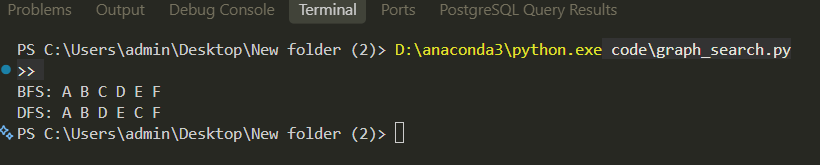 Problems Output Debug Console Terminal Ports PostgreSQL Query Results
PS C:\Users\admin\Desktop\New folder (2)> D:\anaconda3\python.exe code\graph_search.py
>>
BFS: A B C D E F
DFS: A B D E C F
PS C:\Users\admin\Desktop\New folder (2)>